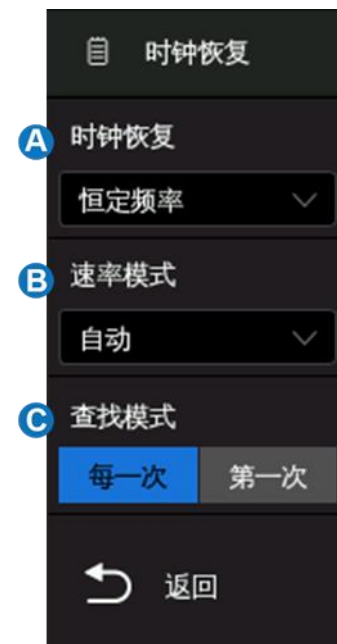 时钟恢复
A 时钟恢复
恒定频率
B 速率模式
自动
C 查找模式
每一次 第一次
返回